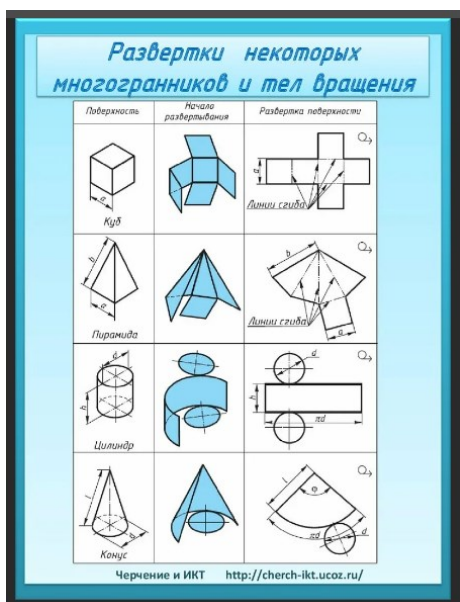 Развертки некоторых
многогранников и тел вращения
Поверхность
Начало
развертывания
Развертка поверхности
a
Куб
a
Линии сгиба
b
a
Пирамида
b
Линии сгиба
a
d
h
Цилиндр
d
h
πd
l
d
Конус
l
φ
πd
d
Черчение и ИКТ http://cherch-ikt.ucoz.ru/